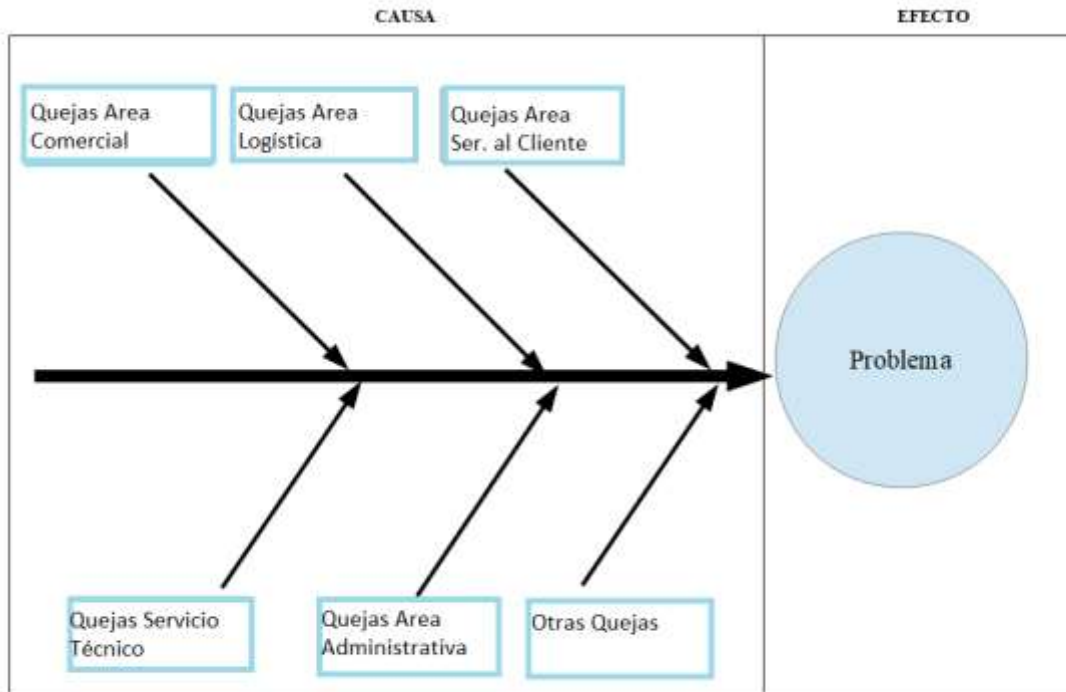 CAUSA
EFECTO
Quejas Area
Comercial
Quejas Area
Logística
Quejas Area
Ser. al Cliente
Problema
Quejas Servicio
Técnico
Quejas Area
Administrativa
Otras Quejas